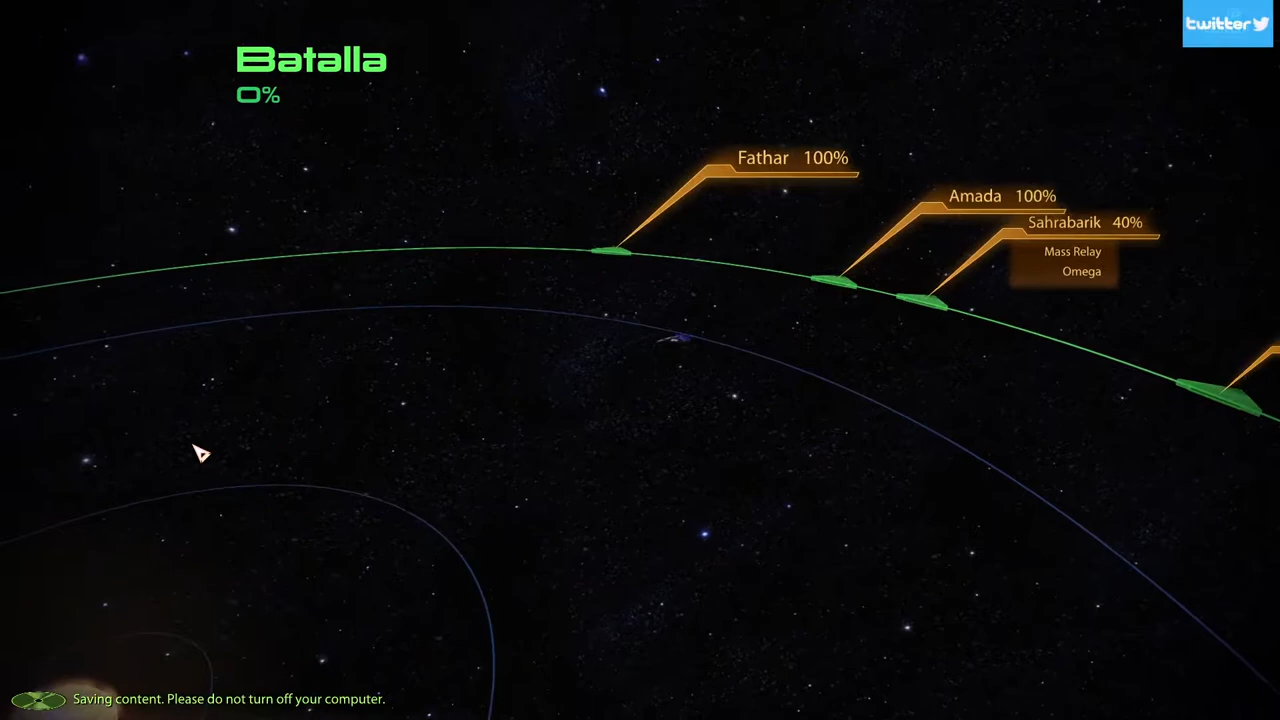 twitter
Batalla
0%
Fathar 100%
Amada 100%
Sahrabarik 40%
Mass Relay
Omega
Saving content. Please do not turn off your computer.